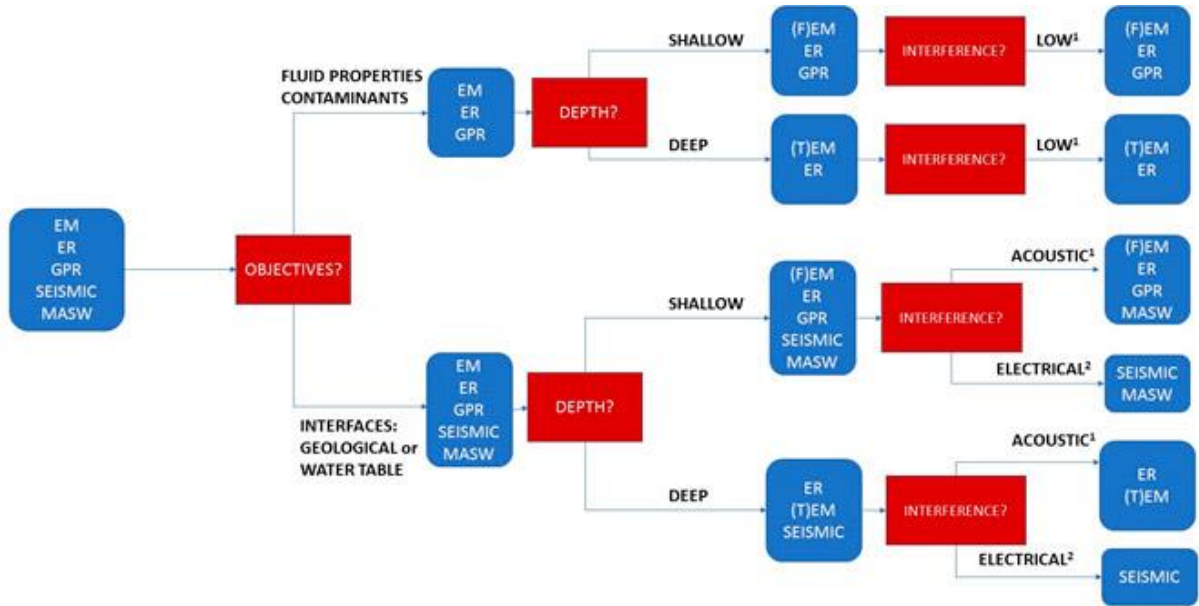 EM
ER
GPR
SEISMIC
MASW
OBJECTIVES?
FLUID PROPERTIES
CONTAMINANTS
EM
ER
GPR
DEPTH?
SHALLOW
(F)EM
ER
GPR
INTERFERENCE?
LOW¹
(F)EM
ER
GPR
DEEP
(T)EM
ER
INTERFERENCE?
LOW¹
(T)EM
ER
INTERFACES:
GEOLOGICAL or
WATER TABLE
EM
ER
GPR
SEISMIC
MASW
DEPTH?
SHALLOW
(F)EM
ER
GPR
SEISMIC
MASW
INTERFERENCE?
ACOUSTIC¹
(F)EM
ER
GPR
MASW
ELECTRICAL²
SEISMIC
MASW
DEEP
ER
(T)EM
SEISMIC
INTERFERENCE?
ACOUSTIC¹
ER
(T)EM
ELECTRICAL²
SEISMIC